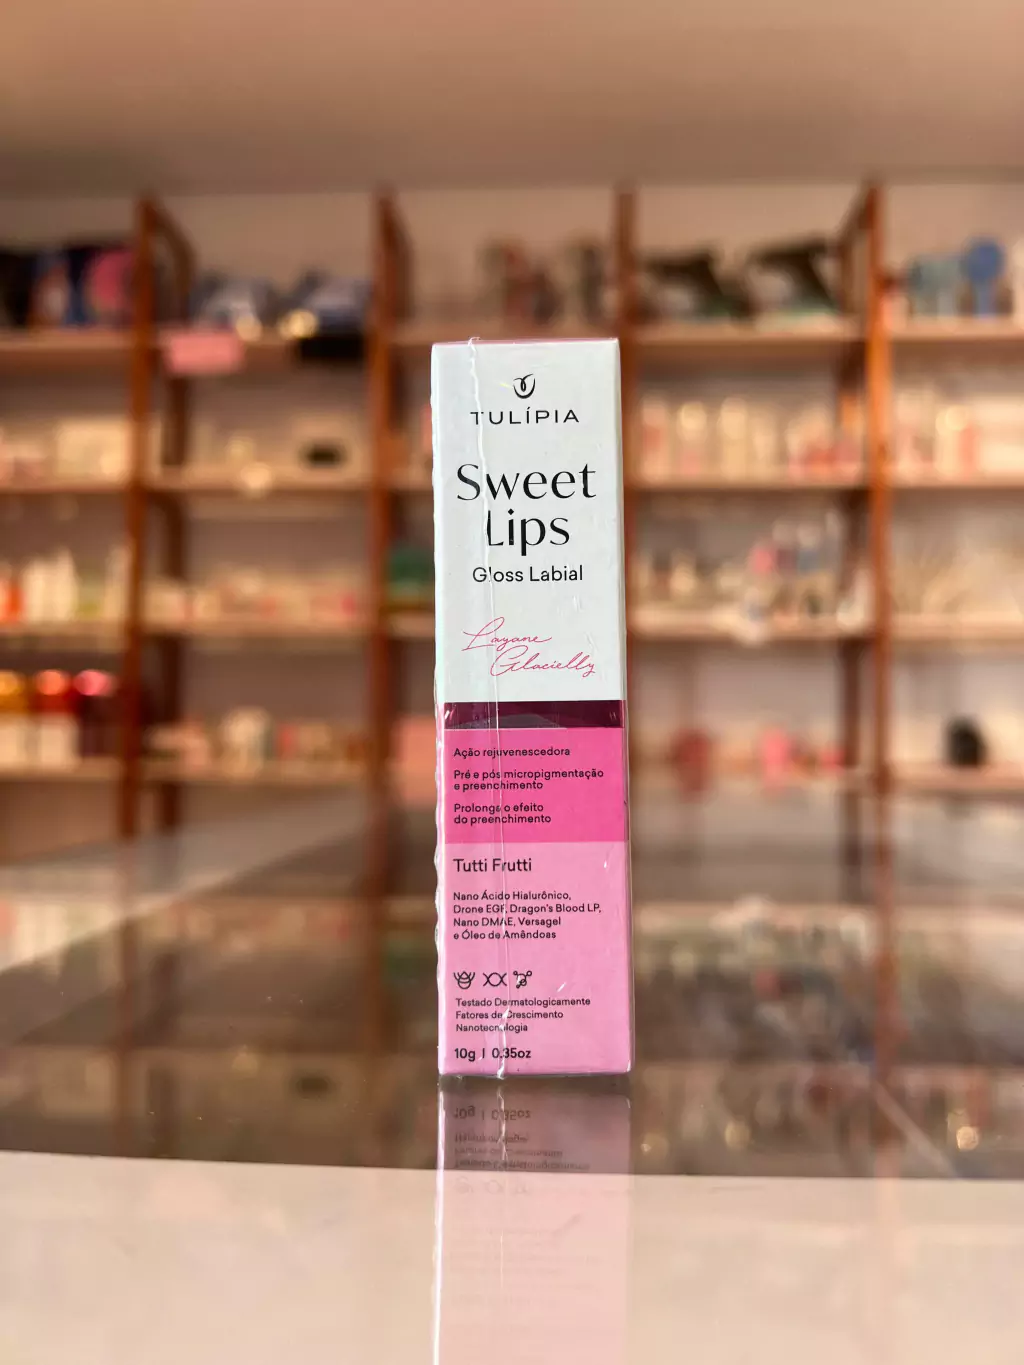 TULÍPIA
Sweet
Lips
Gloss Labial
Layane
Glacielly
Ação rejuvenescedora
Pré e pós micropigmentação
e preenchimento
Prolonga o efeito
do preenchimento
Tutti Frutti
Nano Ácido Hialurônico,
Drone EGF, Dragon's Blood LP,
Nano DMAE, Versagel
e Óleo de Amêndoas
Testado Dermatologicamente
Fatores de Crescimento
Nanotecnologia
10g | 0.35oz